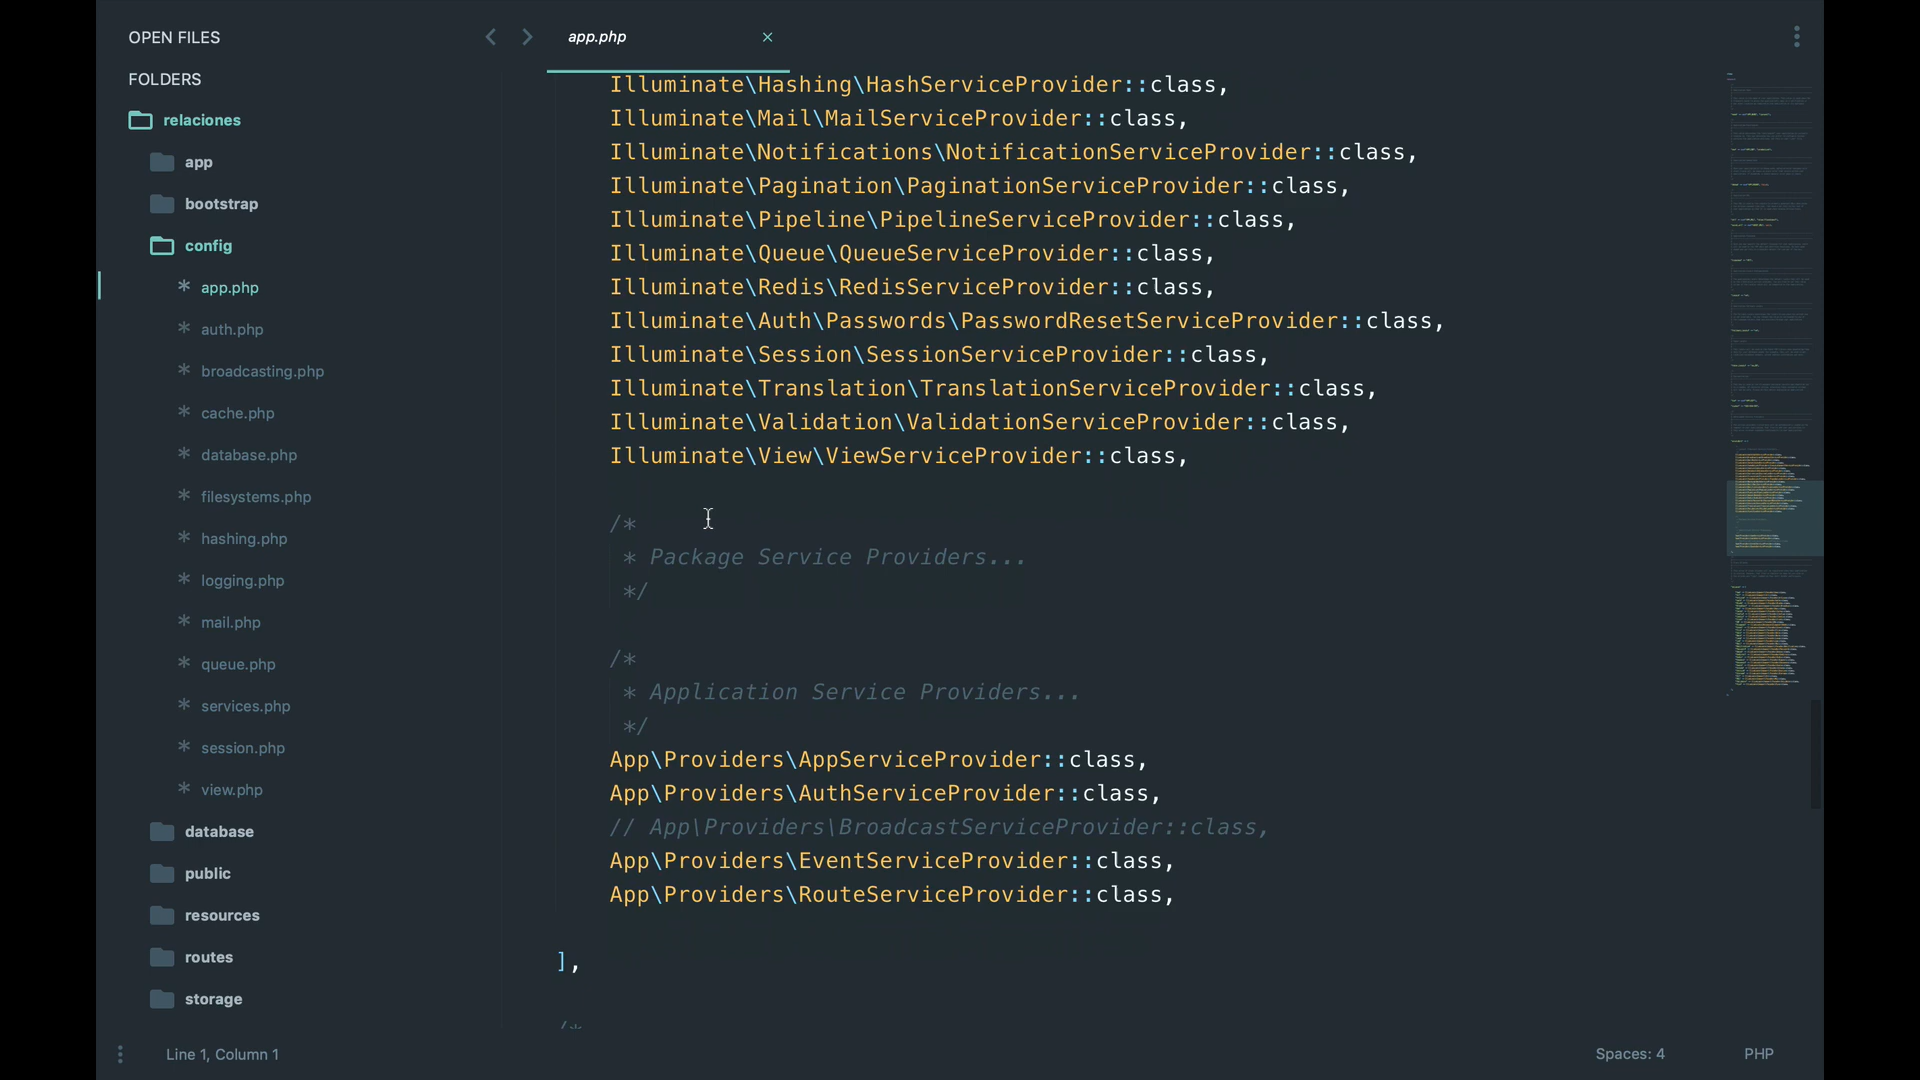 OPEN FILES
FOLDERS
relaciones
app
bootstrap
config
* app.php
* auth.php
* broadcasting.php
* cache.php
* database.php
* filesystems.php
* hashing.php
* logging.php
* mail.php
* queue.php
* services.php
* session.php
* view.php
database
public
resources
routes
storage
app.php
Illuminate\Hashing\HashServiceProvider::class,
Illuminate\Mail\MailServiceProvider::class,
Illuminate\Notifications\NotificationServiceProvider::class,
Illuminate\Pagination\PaginationServiceProvider::class,
Illuminate\Pipeline\PipelineServiceProvider::class,
Illuminate\Queue\QueueServiceProvider::class,
Illuminate\Redis\RedisServiceProvider::class,
Illuminate\Auth\Passwords\PasswordResetServiceProvider::class,
Illuminate\Session\SessionServiceProvider::class,
Illuminate\Translation\TranslationServiceProvider::class,
Illuminate\Validation\ValidationServiceProvider::class,
Illuminate\View\ViewServiceProvider::class,
/*
* Package Service Providers...
*/
/*
* Application Service Providers...
*/
App\Providers\AppServiceProvider::class,
App\Providers\AuthServiceProvider::class,
// App\Providers\BroadcastServiceProvider::class,
App\Providers\EventServiceProvider::class,
App\Providers\RouteServiceProvider::class,
],
/*
Line 1, Column 1
Spaces: 4
PHP